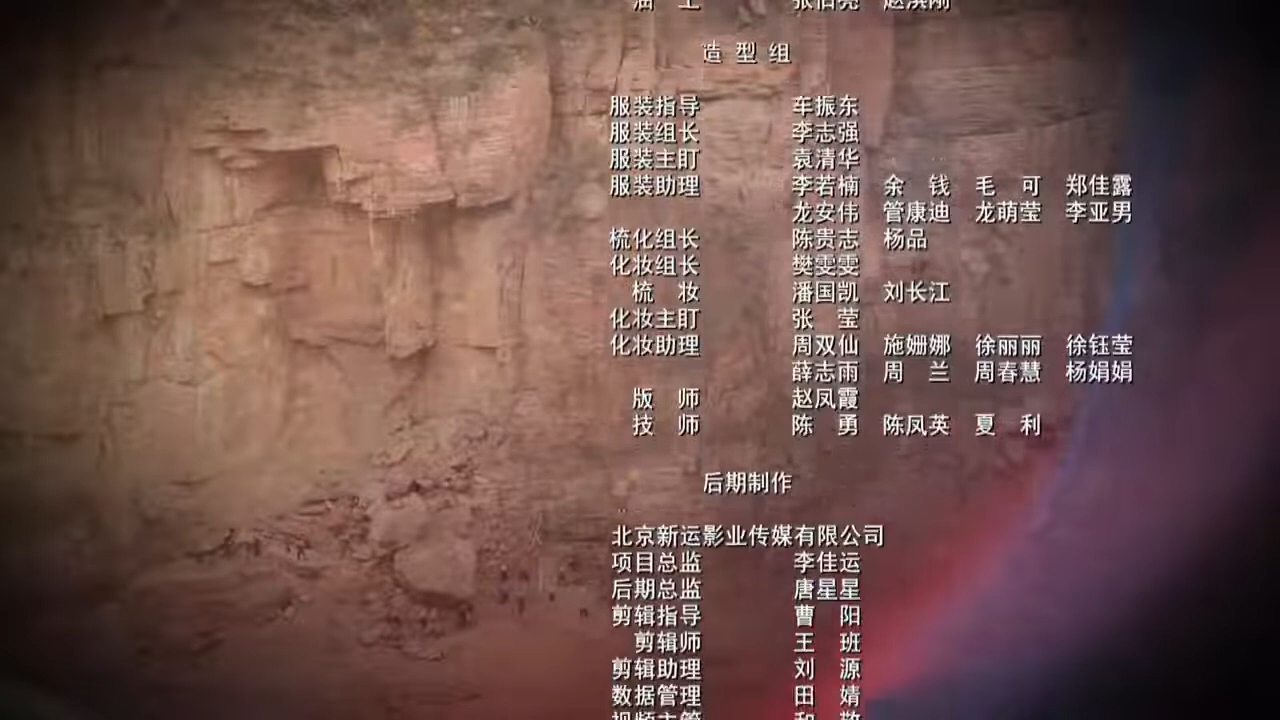 造 型 组
服装指导 车振东
服装组长 李志强
服装主盯 袁清华
服装助理 李若楠 余 钱 毛 可 郑佳露
龙安伟 管康迪 龙萌莹 李亚男
梳化组长 陈贵志 杨品
化妆组长 樊雯雯
梳 妆 潘国凯 刘长江
化妆主盯 张 莹
化妆助理 周双仙 施姗娜 徐丽丽 徐钰莹
薛志雨 周 兰 周春慧 杨娟娟
版 师 赵凤霞
技 师 陈 勇 陈凤英 夏 利
后期制作
北京新运影业传媒有限公司
项目总监 李佳运
后期总监 唐星星
剪辑指导 曹 阳
剪辑师 王 班
剪辑助理 刘 源
数据管理 田 婧